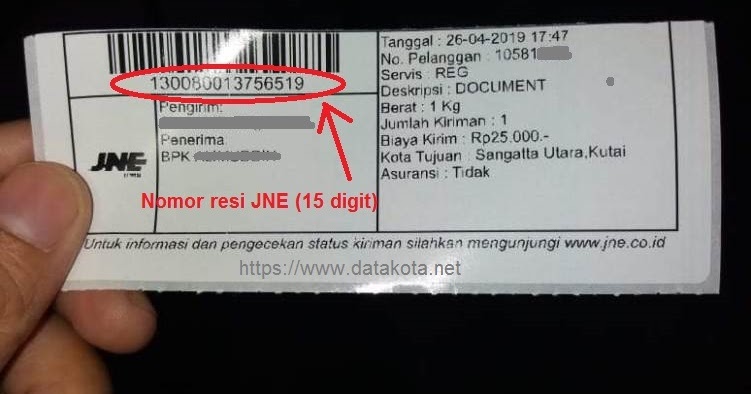 130080013756519
Pengirim:
Penerima
BPK
JNE
Nomor resi JNE (15 digit)
Tanggal : 26-04-2019 17:47
No. Pelanggan : 10581
Servis : REG
Deskripsi : DOCUMENT
Berat : 1 Kg
Jumlah Kiriman : 1
Biaya Kirim : Rp25.000.-
Kota Tujuan : Sangatta Utara,Kutai
Asuransi : Tidak
Untuk informasi dan pengecekan status kiriman silahkan mengunjungi www.jne.co.id
https://www.datakota.net